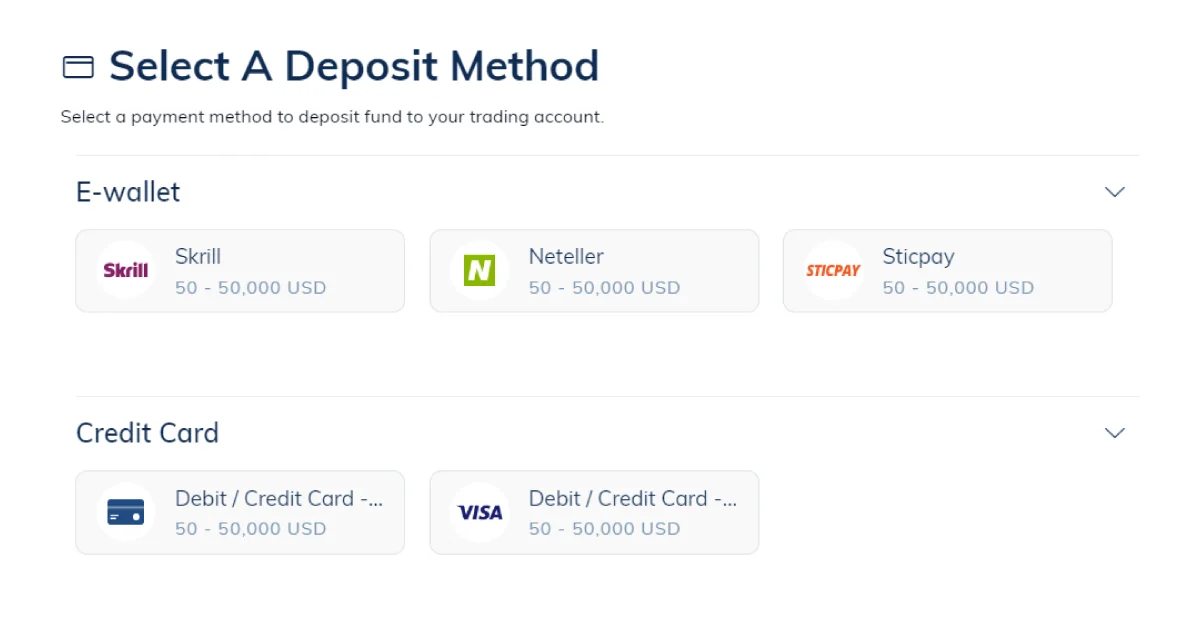 Select A Deposit Method
Select a payment method to deposit fund to your trading account.
E-wallet
Skrill
Skrill
50 - 50,000 USD
N
Neteller
50 - 50,000 USD
STICPAY
Sticpay
50 - 50,000 USD
Credit Card
Debit / Credit Card -...
50 - 50,000 USD
VISA
Debit / Credit Card -...
50 - 50,000 USD